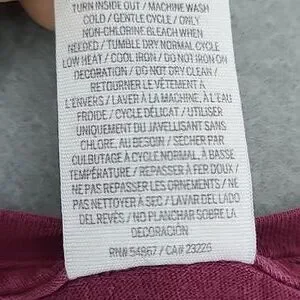 TURN INSIDE OUT / MACHINE WASH
COLD / GENTLE CYCLE / ONLY
NON-CHLORINE BLEACH WHEN
NEEDED / TUMBLE DRY NORMAL CYCLE
LOW HEAT / COOL IRON / DO NOT IRON ON
DECORATION / DO NOT DRY CLEAN /
RETOURNER LE VÊTEMENT À
L'ENVERS / LAVER À LA MACHINE, À L'EAU
FROIDE / CYCLE DÉLICAT / UTILISER
UNIQUEMENT DU JAVELLISANT SANS
CHLORE, AU BESOIN / SÉCHER PAR
CULBUTAGE À CYCLE NORMAL, À BASSE
TEMPÉRATURE / REPASSER À FER DOUX
/ NE PAS REPASSER LES ORNEMENTS / NE
PAS NETTOYER À SEC / LAVAR DEL LADO
DEL REVÉS / NO PLANCHAR SOBRE LA
DECORACIÓN
RN# 54867 / CA# 23226